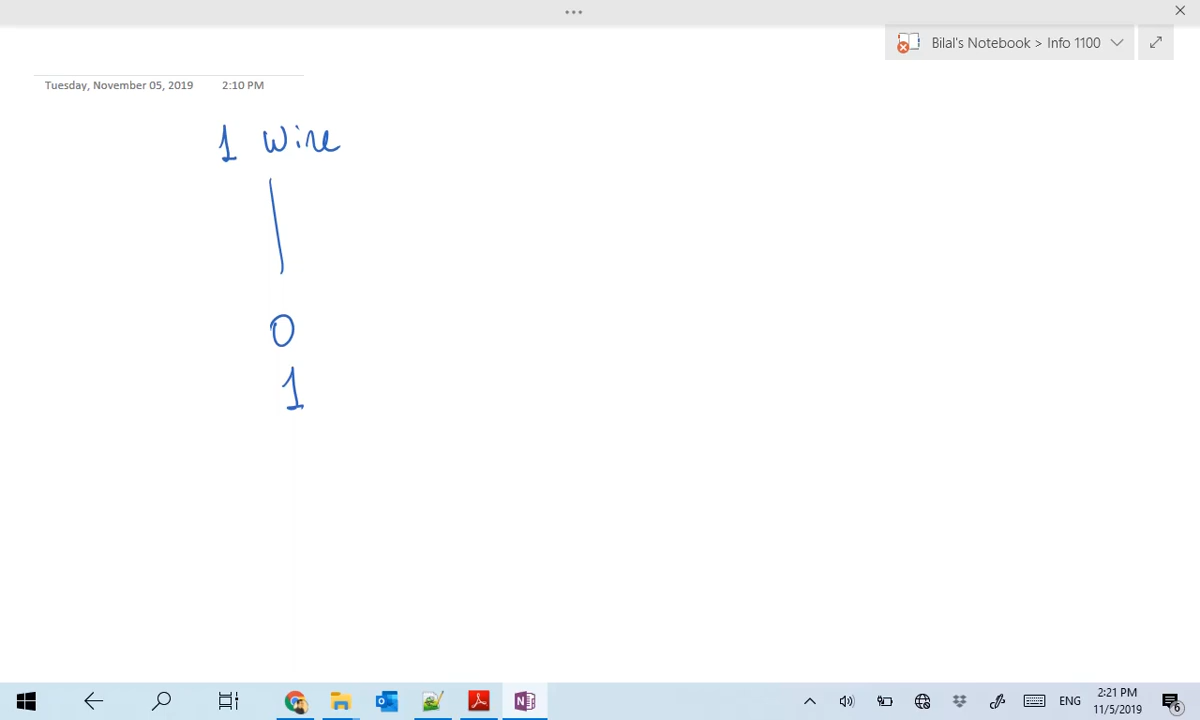 Bilal's Notebook > Info 1100
Tuesday, November 05, 2019 2:10 PM
1 wire
0
1
ENG
2:21 PM
11/5/2019
6